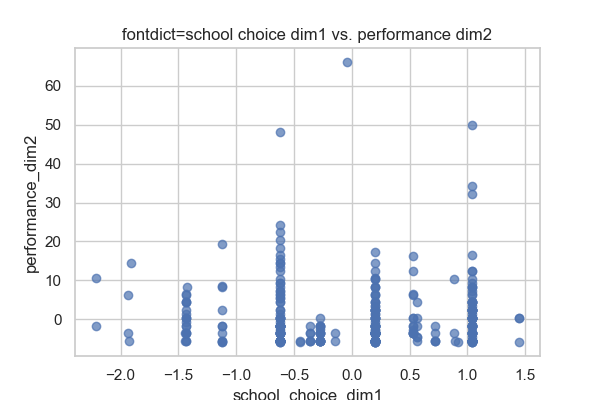 fontdict=school choice dim1 vs. performance dim2
performance_dim2
60
50
40
30
20
10
0
−2.0 −1.5 −1.0 −0.5 0.0 0.5 1.0 1.5
school_choice_dim1